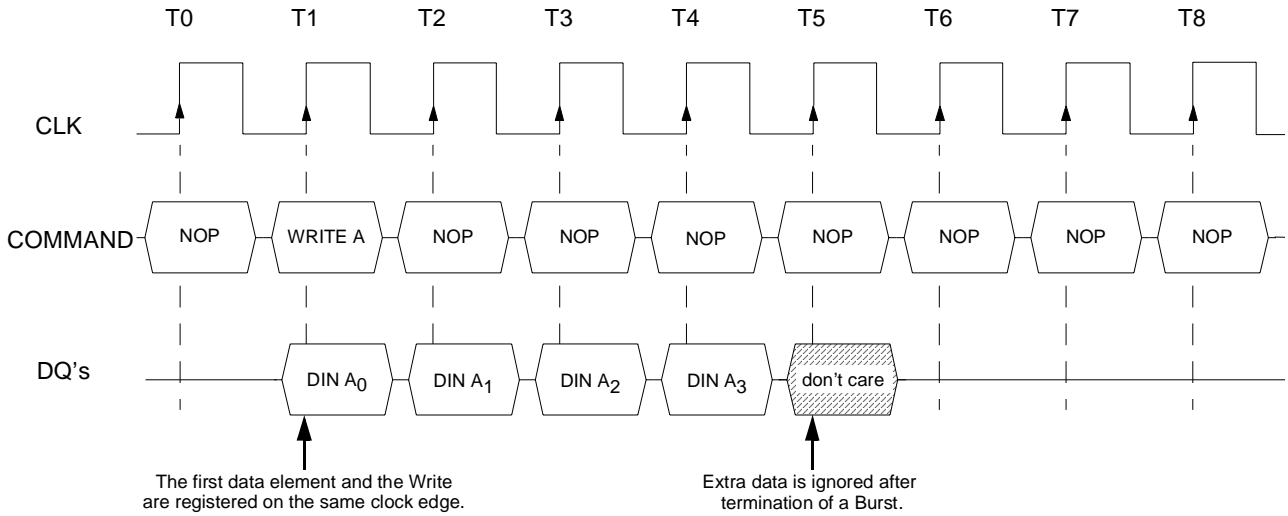 T0 T1 T2 T3 T4 T5 T6 T7 T8
CLK
COMMAND NOP WRITE A NOP NOP NOP NOP NOP NOP NOP
DQ's DIN A0 DIN A1 DIN A2 DIN A3 don't care
The first data element and the Write
are registered on the same clock edge.
Extra data is ignored after
termination of a Burst.